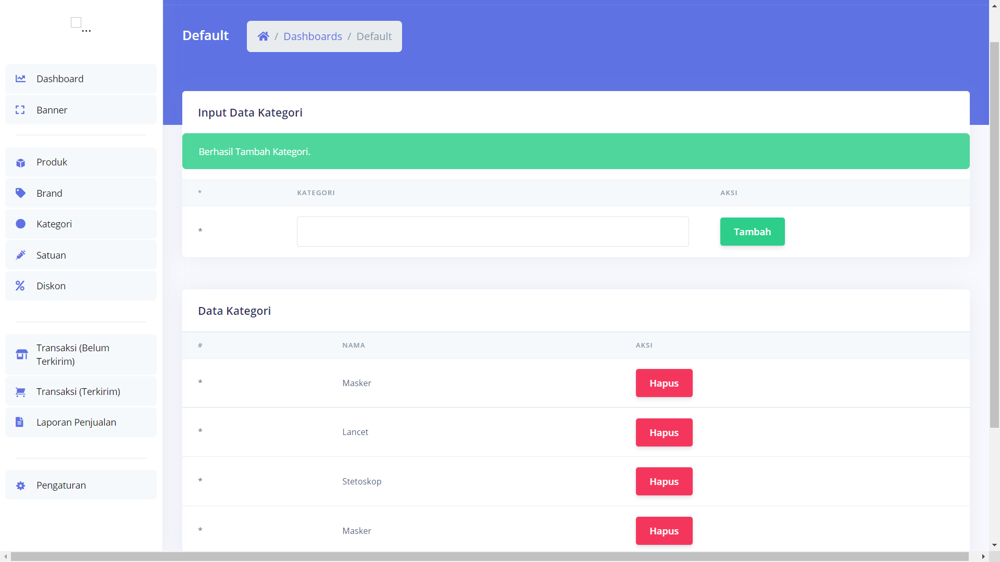 ...
Dashboard
Banner
Produk
Brand
Kategori
Satuan
Diskon
Transaksi (Belum
Terkirim)
Transaksi (Terkirim)
Laporan Penjualan
Pengaturan
Default
/ Dashboards / Default
Input Data Kategori
Berhasil Tambah Kategori.
* KATEGORI AKSI
* Tambah
Data Kategori
# NAMA AKSI
* Masker Hapus
* Lancet Hapus
* Stetoskop Hapus
* Masker Hapus